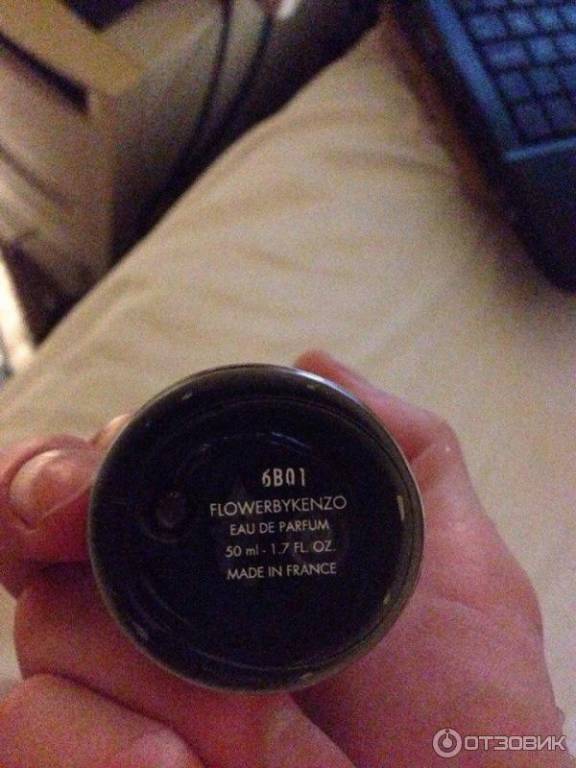 6B01
FLOWERBYKENZO
EAU DE PARFUM
50 ml - 1.7 FL. OZ.
MADE IN FRANCE
ОТЗОВИК